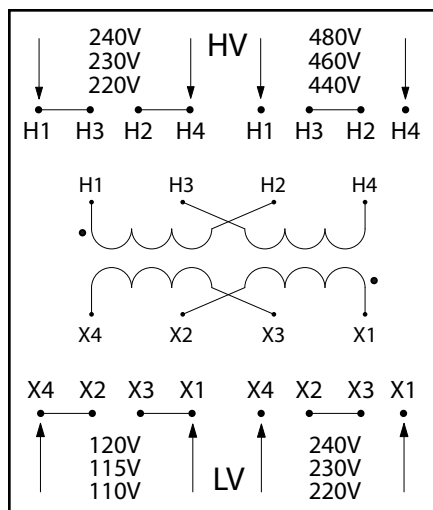 240V HV 480V
230V 460V
220V 440V
H1 H3 H2 H4 H1 H3 H2 H4
H1 H3 H2 H4
X4 X2 X3 X1
X4 X2 X3 X1 X4 X2 X3 X1
120V 240V
115V 230V
110V LV 220V